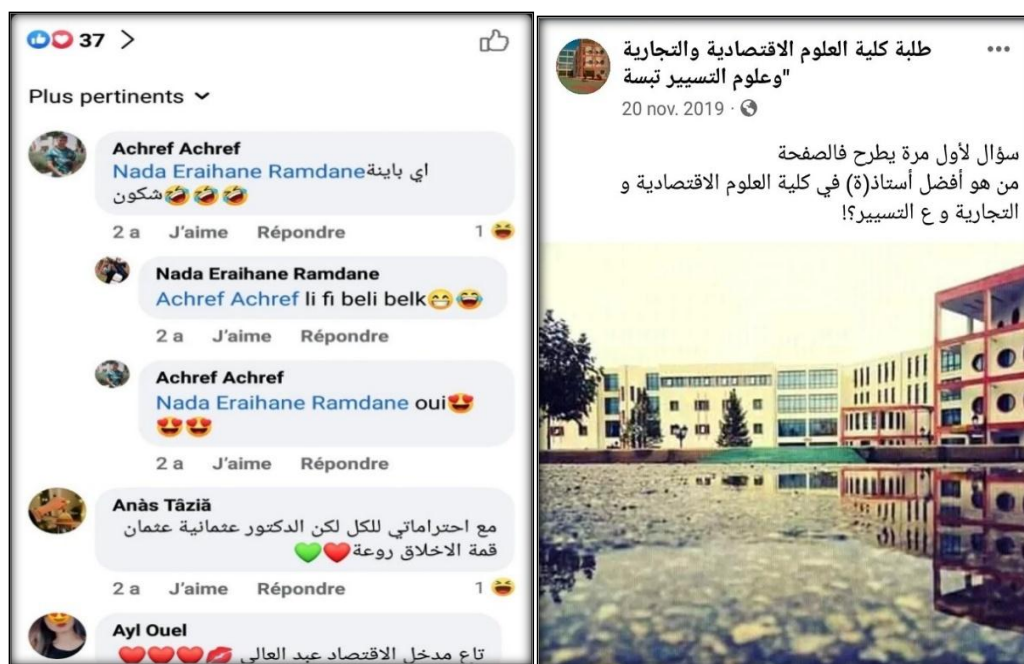 37
Plus pertinents
Achref Achref
Nada Eraihane Ramdane اي باينة
شكون🤣🤣🤣
2 a J'aime Répondre 1
Nada Eraihane Ramdane
Achref Achref li fi beli belk😁😂
2 a J'aime Répondre
Achref Achref
Nada Eraihane Ramdane oui😍
😍😍
2 a J'aime Répondre
Anàs Tâziă
مع احتراماتي للكل لكن الدكتور عثمانية عثمان
قمة الاخلاق روعة❤️💚
2 a J'aime Répondre 1
Ayl Ouel
تاع مدخل الاقتصاد عبد العالي 💋❤️❤️❤️
طلبة كلية العلوم الاقتصادية والتجارية
وعلوم التسيير تبسة"
20 nov. 2019
سؤال لأول مرة يطرح فالصفحة
من هو أفضل أستاذ(ة) في كلية العلوم الاقتصادية و
التجارية و ع التسيير؟!